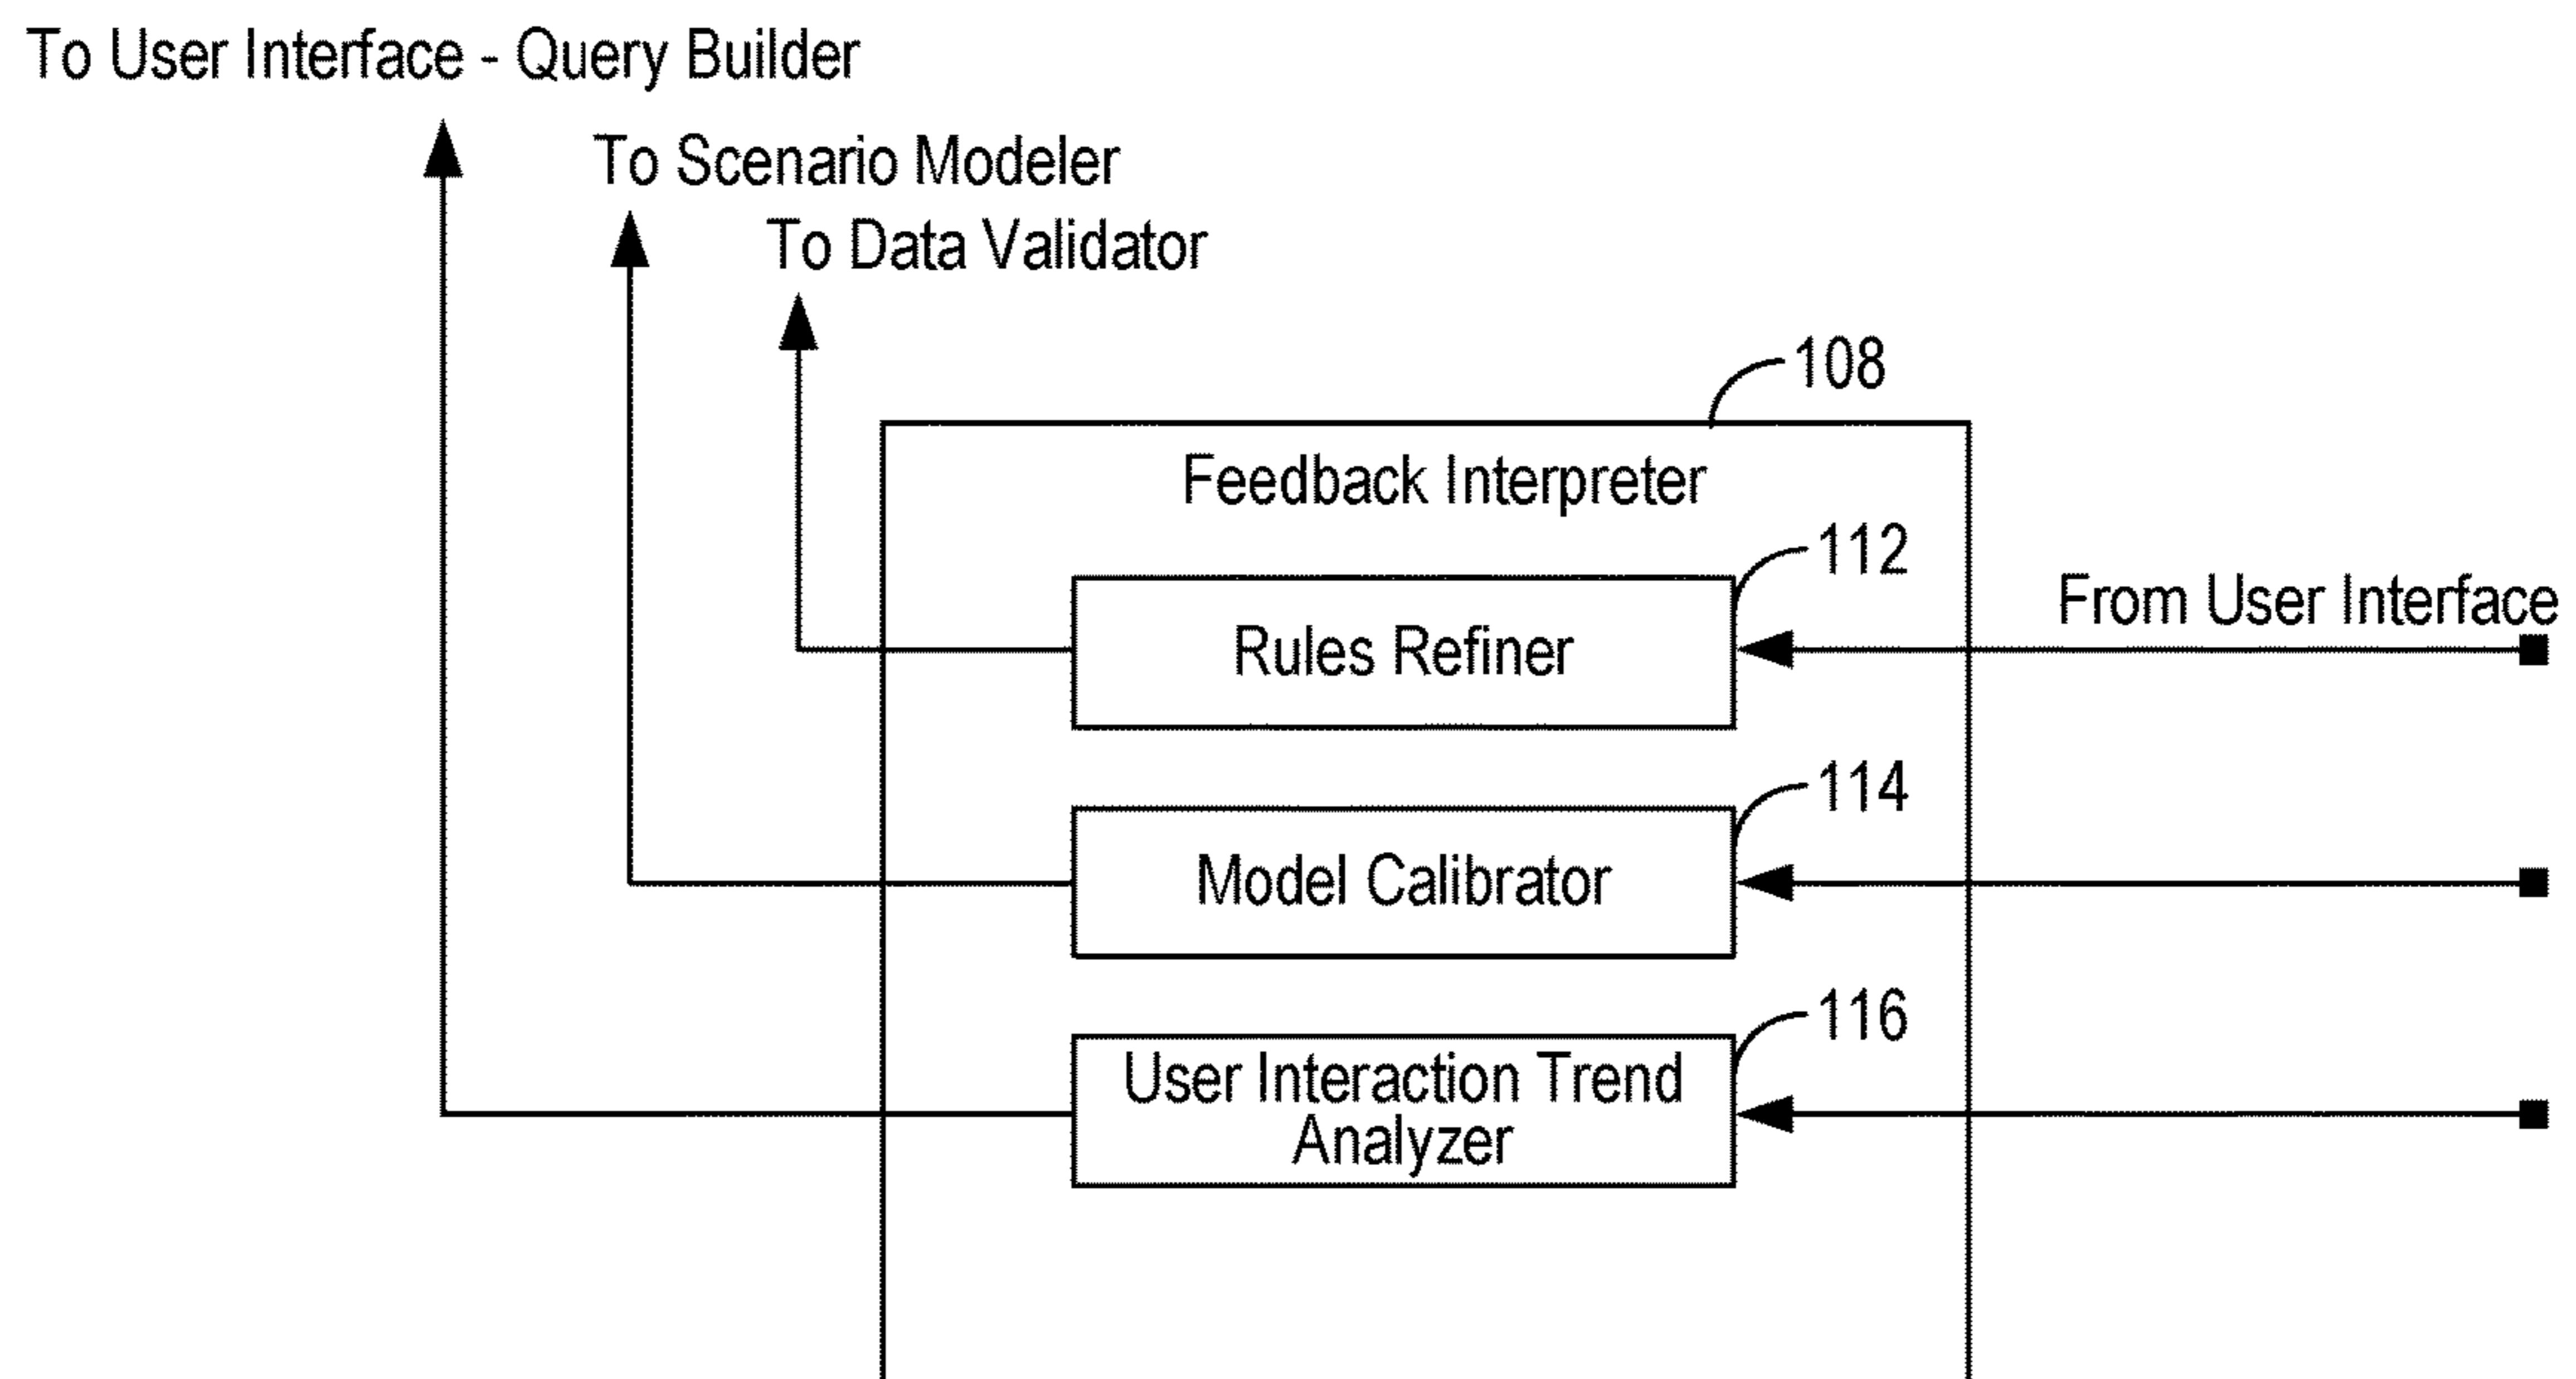 To User Interface - Query Builder
To Scenario Modeler
To Data Validator
108
Feedback Interpreter
112
From User Interface
Rules Refiner
114
Model Calibrator
116
User Interaction Trend
Analyzer